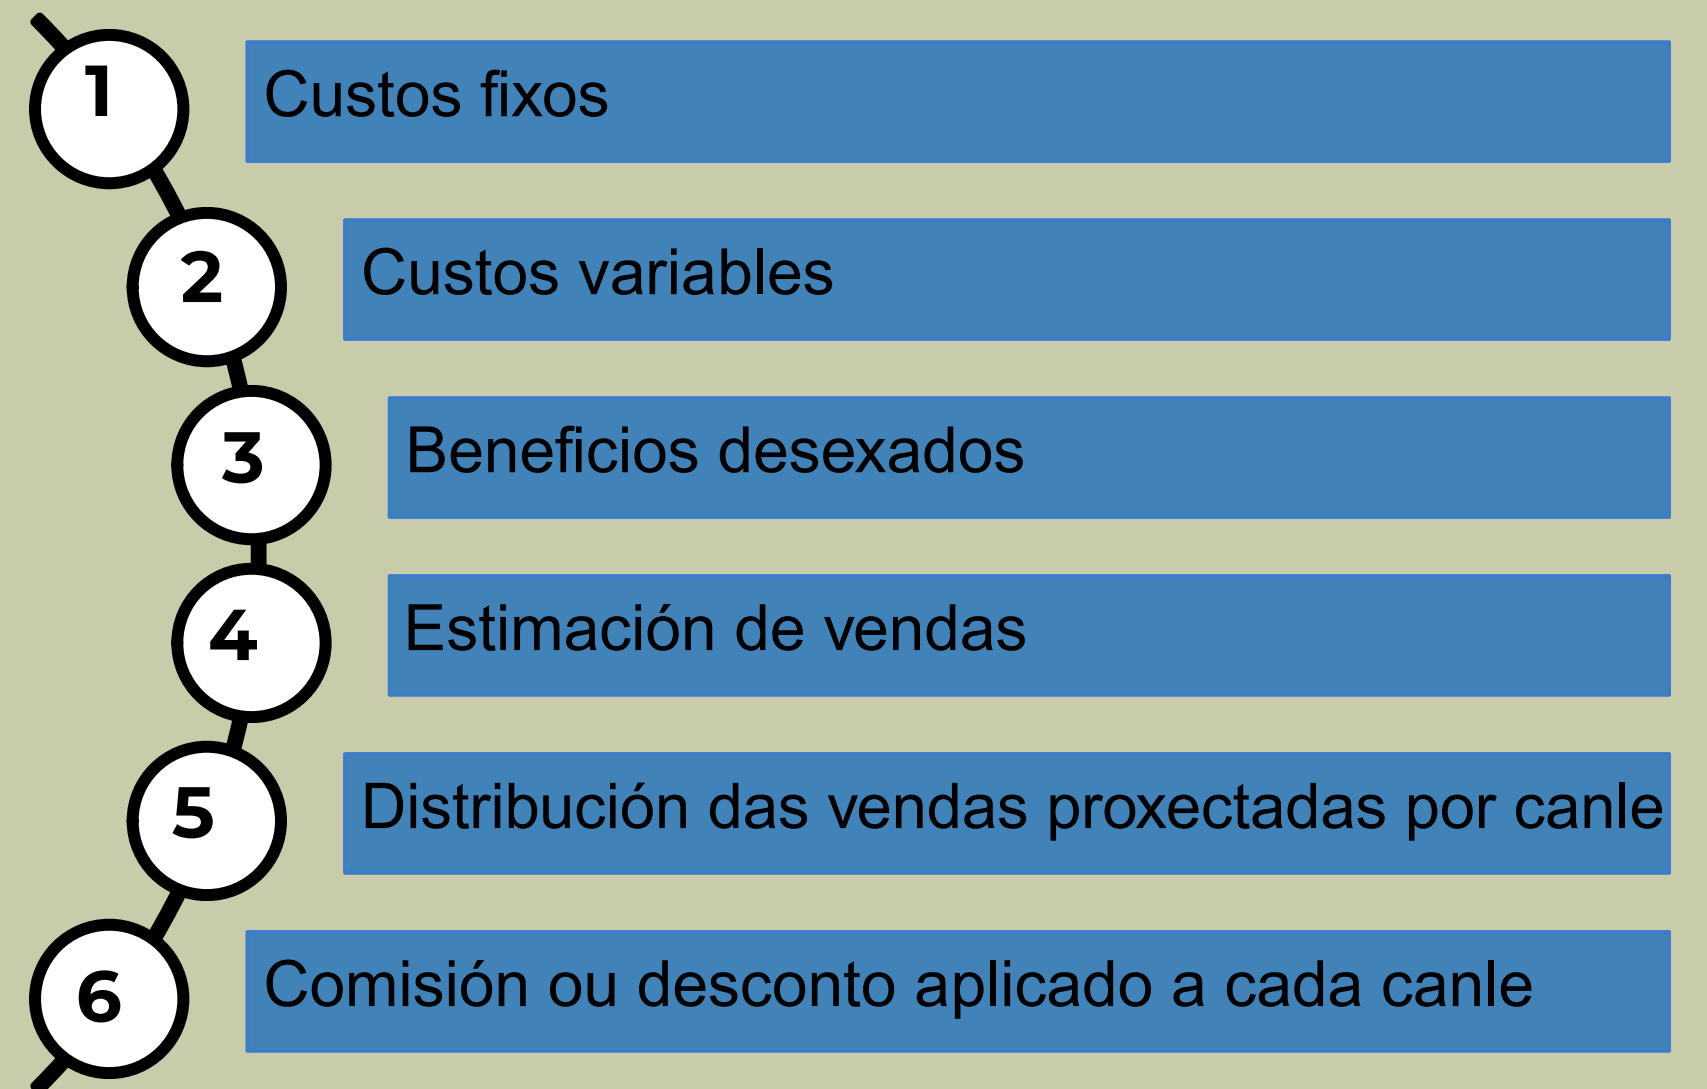 1
Custos fixos
2
Custos variables
3
Beneficios desexados
4
Estimación de vendas
5
Distribución das vendas proxectadas por canle
6
Comisión ou desconto aplicado a cada canle